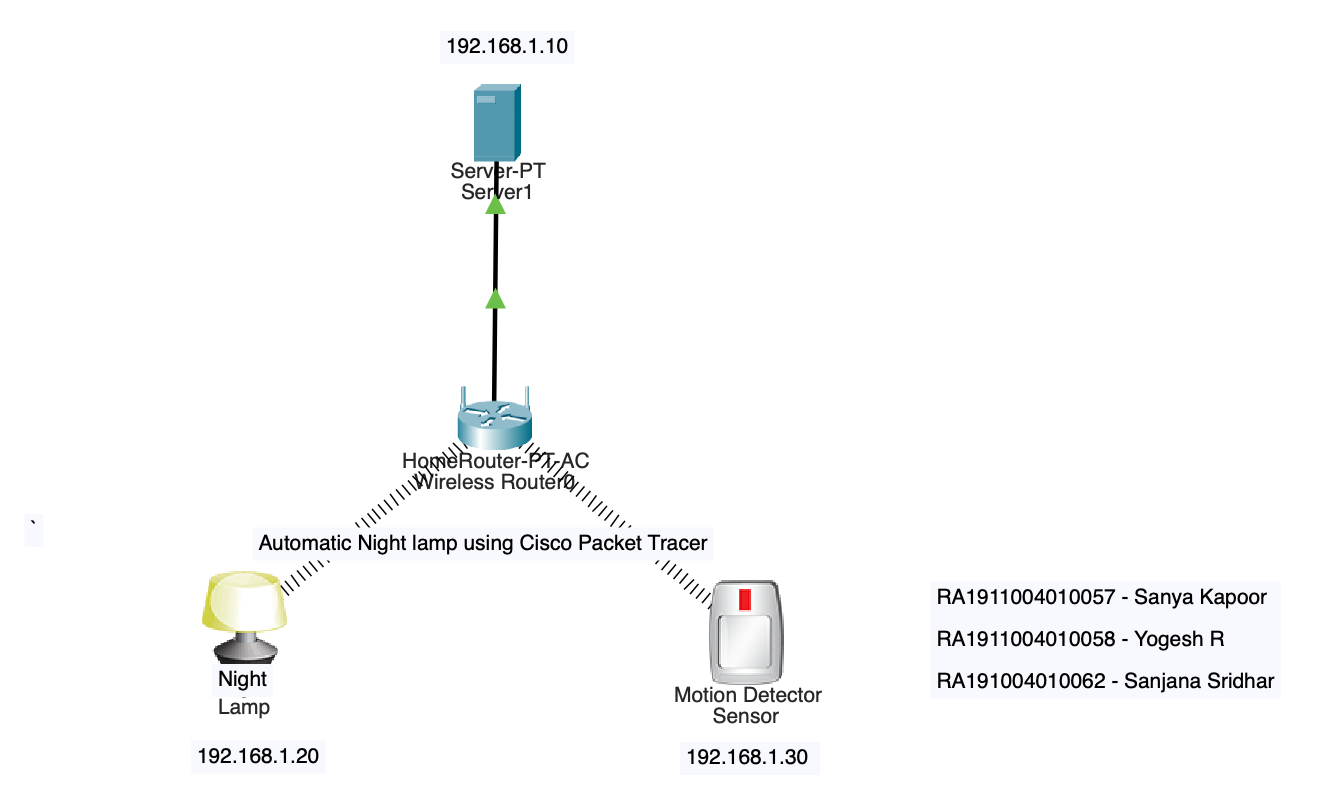 192.168.1.10
Server-PT
Server1
HomeRouter-PT-AC
Wireless Router0
`
Automatic Night lamp using Cisco Packet Tracer
Night
Lamp
192.168.1.20
Motion Detector
Sensor
192.168.1.30
RA1911004010057 - Sanya Kapoor
RA1911004010058 - Yogesh R
RA191004010062 - Sanjana Sridhar